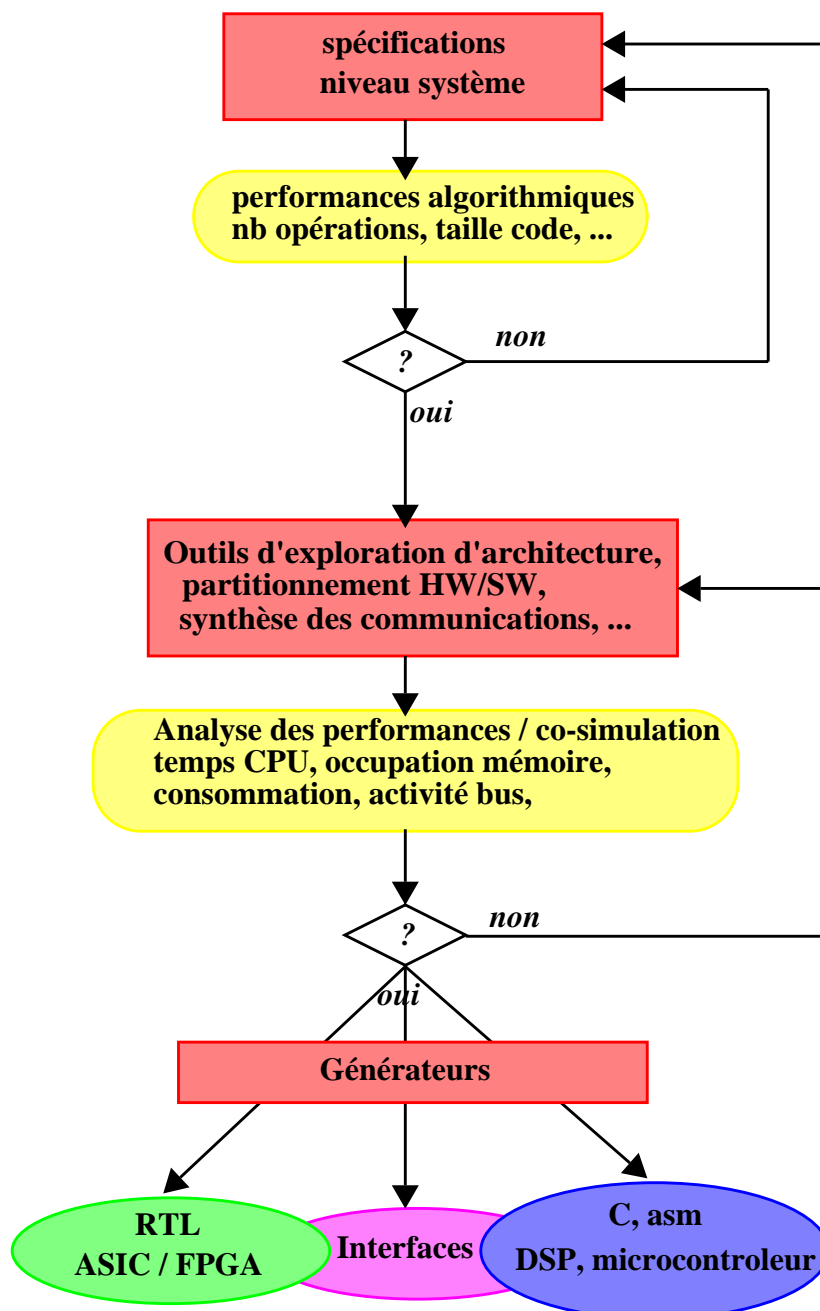 spécifications
niveau système
performances algorithmiques
nb opérations, taille code, ...
?
non
oui
Outils d'exploration d'architecture,
partitionnement HW/SW,
synthèse des communications, ...
Analyse des performances / co-simulation
temps CPU, occupation mémoire,
consommation, activité bus,
?
non
oui
Générateurs
RTL
ASIC / FPGA
Interfaces
C, asm
DSP, microcontroleur